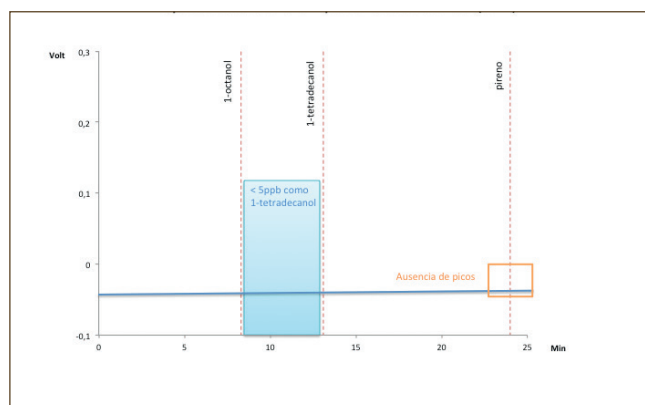 Volt
0,3
0,2
0,1
0
-0,1
1-octanol
1-tetradecanol
pireno
< 5ppb como
1-tetradecanol
Ausencia de picos
0
5
10
15
20
25
Min